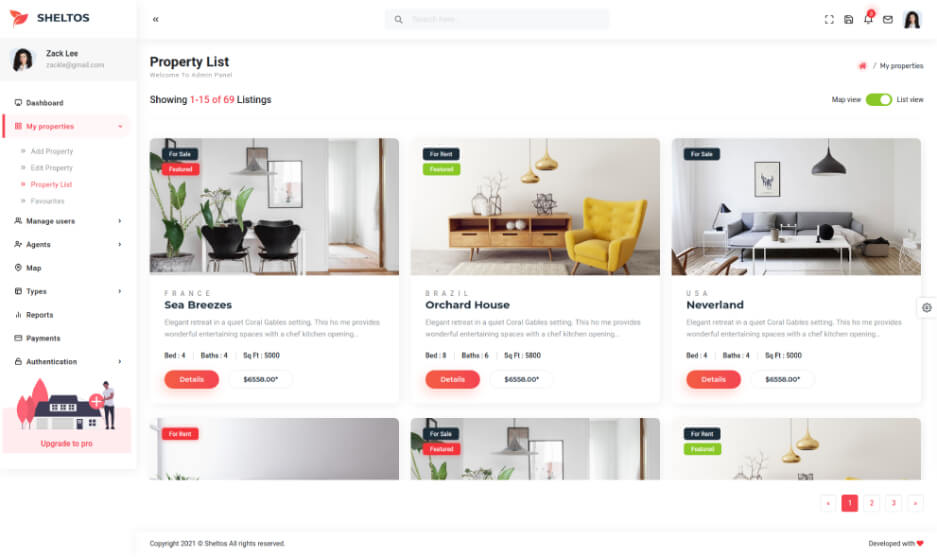 SHELTOS
«
Search here...
3
Zack Lee
zackle@gmail.com
Dashboard
My properties
» Add Property
» Edit Property
» Property List
» Favourites
Manage users
Agents
Map
Types
Reports
Payments
Authentication
Upgrade to pro
Property List
Welcome To Admin Panel
/ My properties
Showing 1-15 of 69 Listings
Map view
List view
For Sale
Featured
FRANCE
Sea Breezes
Elegant retreat in a quiet Coral Gables setting. This ho me provides
wonderful entertaining spaces with a chef kitchen opening...
Bed : 4 | Baths : 4 | Sq Ft : 5000
Details
$6558.00*
For Rent
Featured
BRAZIL
Orchard House
Elegant retreat in a quiet Coral Gables setting. This ho me provides
wonderful entertaining spaces with a chef kitchen opening...
Bed : 8 | Baths : 6 | Sq Ft : 5800
Details
$6558.00*
For Sale
USA
Neverland
Elegant retreat in a quiet Coral Gables setting. This ho me provides
wonderful entertaining spaces with a chef kitchen opening...
Bed : 4 | Baths : 4 | Sq Ft : 5000
Details
$6558.00*
For Rent
For Sale
Featured
For Rent
Featured
« 1 2 3 »
Copyright 2021 © Sheltos All rights reserved.
Developed with